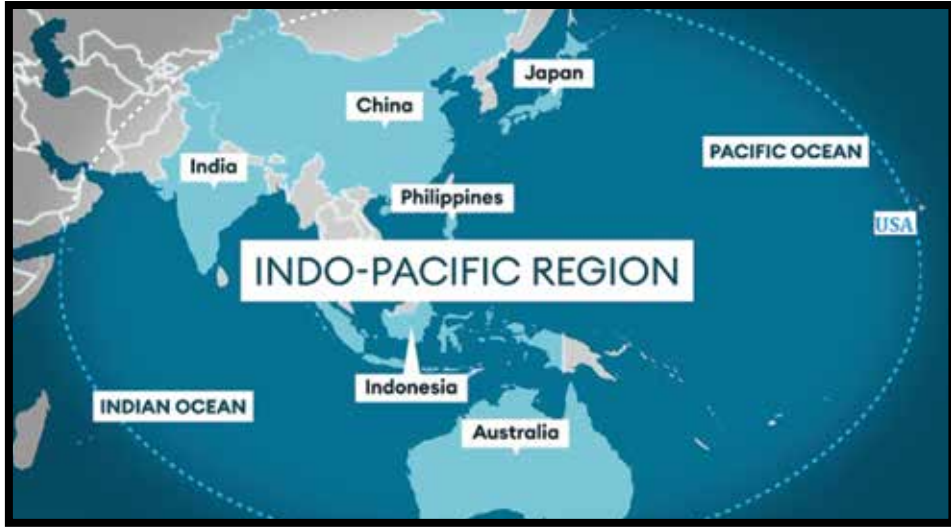 Japan
China
PACIFIC OCEAN
India
Philippines
USA
INDO-PACIFIC REGION
Indonesia
INDIAN OCEAN
Australia